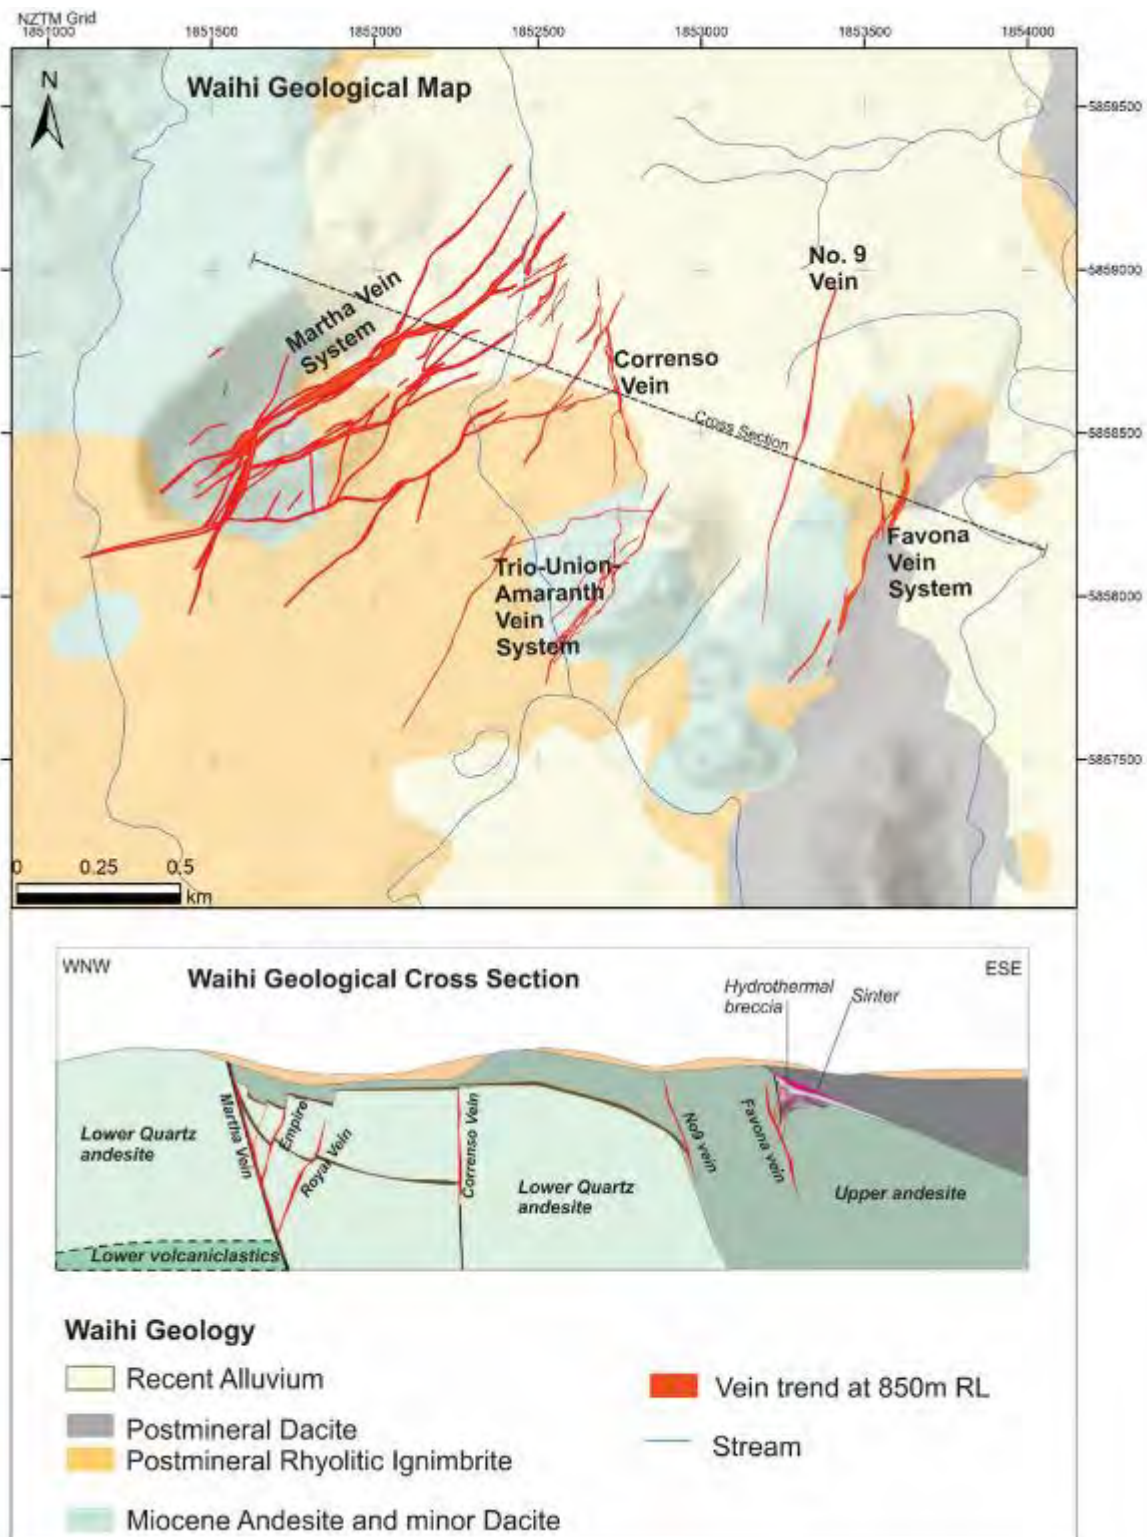 NZTM Grid
1851000 1851500 1852000 1852500 1853000 1853500 1854000
N
Waihi Geological Map
5859500
No. 9
Vein
5859000
Martha Vein
System
Correnso
Vein
Cross Section
5858500
Favona
Vein
System
Trio-Union-
Amaranth
Vein
System
5858000
5857500
0 0.25 0.5
km
WNW
Waihi Geological Cross Section
ESE
Hydrothermal
breccia
Sinter
Martha Vein
Empire
Royal Vein
Correnso Vein
No9 vein
Favona vein
Lower Quartz
andesite
Lower Quartz
andesite
Upper andesite
Lower volcaniclastics
Waihi Geology
Recent Alluvium
Vein trend at 850m RL
Postmineral Dacite
Stream
Postmineral Rhyolitic Ignimbrite
Miocene Andesite and minor Dacite